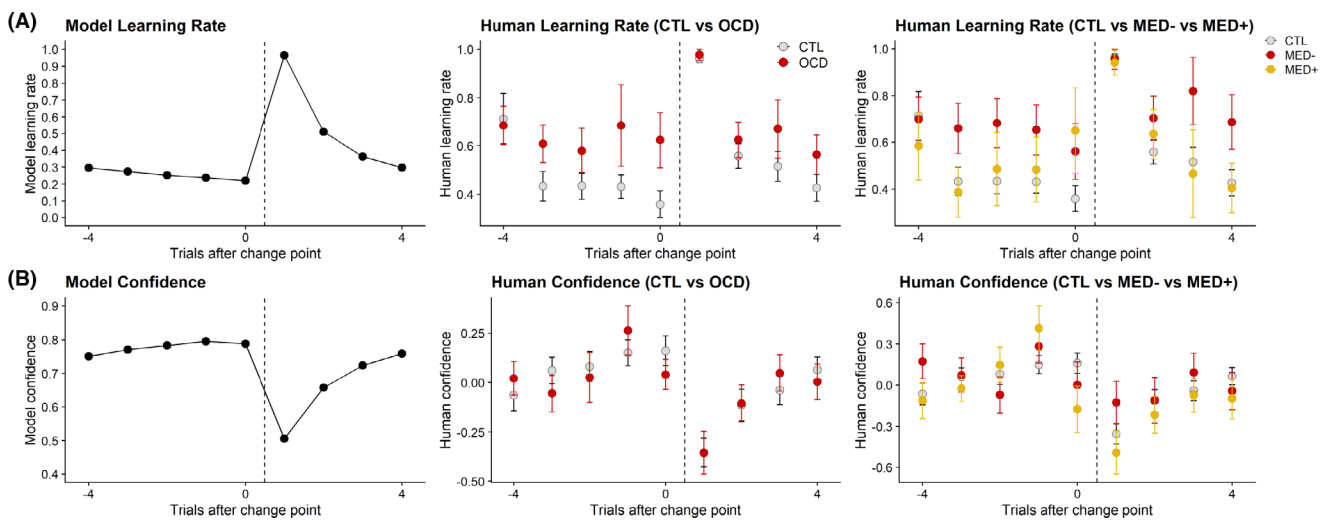 (A)
Model Learning Rate
Model learning rate
1.0
0.9
0.8
0.7
0.6
0.5
0.4
0.3
0.2
0.1
0.0
-4
0
4
Trials after change point
Human Learning Rate (CTL vs OCD)
CTL
OCD
Human learning rate
1.0
0.8
0.6
0.4
-4
0
4
Trials after change point
Human Learning Rate (CTL vs MED- vs MED+)
CTL
MED-
MED+
Human learning rate
1.0
0.8
0.6
0.4
-4
0
4
Trials after change point
(B)
Model Confidence
Model confidence
0.9
0.8
0.7
0.6
0.5
0.4
-4
0
4
Trials after change point
Human Confidence (CTL vs OCD)
Human confidence
0.25
0.00
-0.25
-0.50
-4
0
4
Trials after change point
Human Confidence (CTL vs MED- vs MED+)
Human confidence
0.6
0.3
0.0
-0.3
-0.6
-4
0
4
Trials after change point